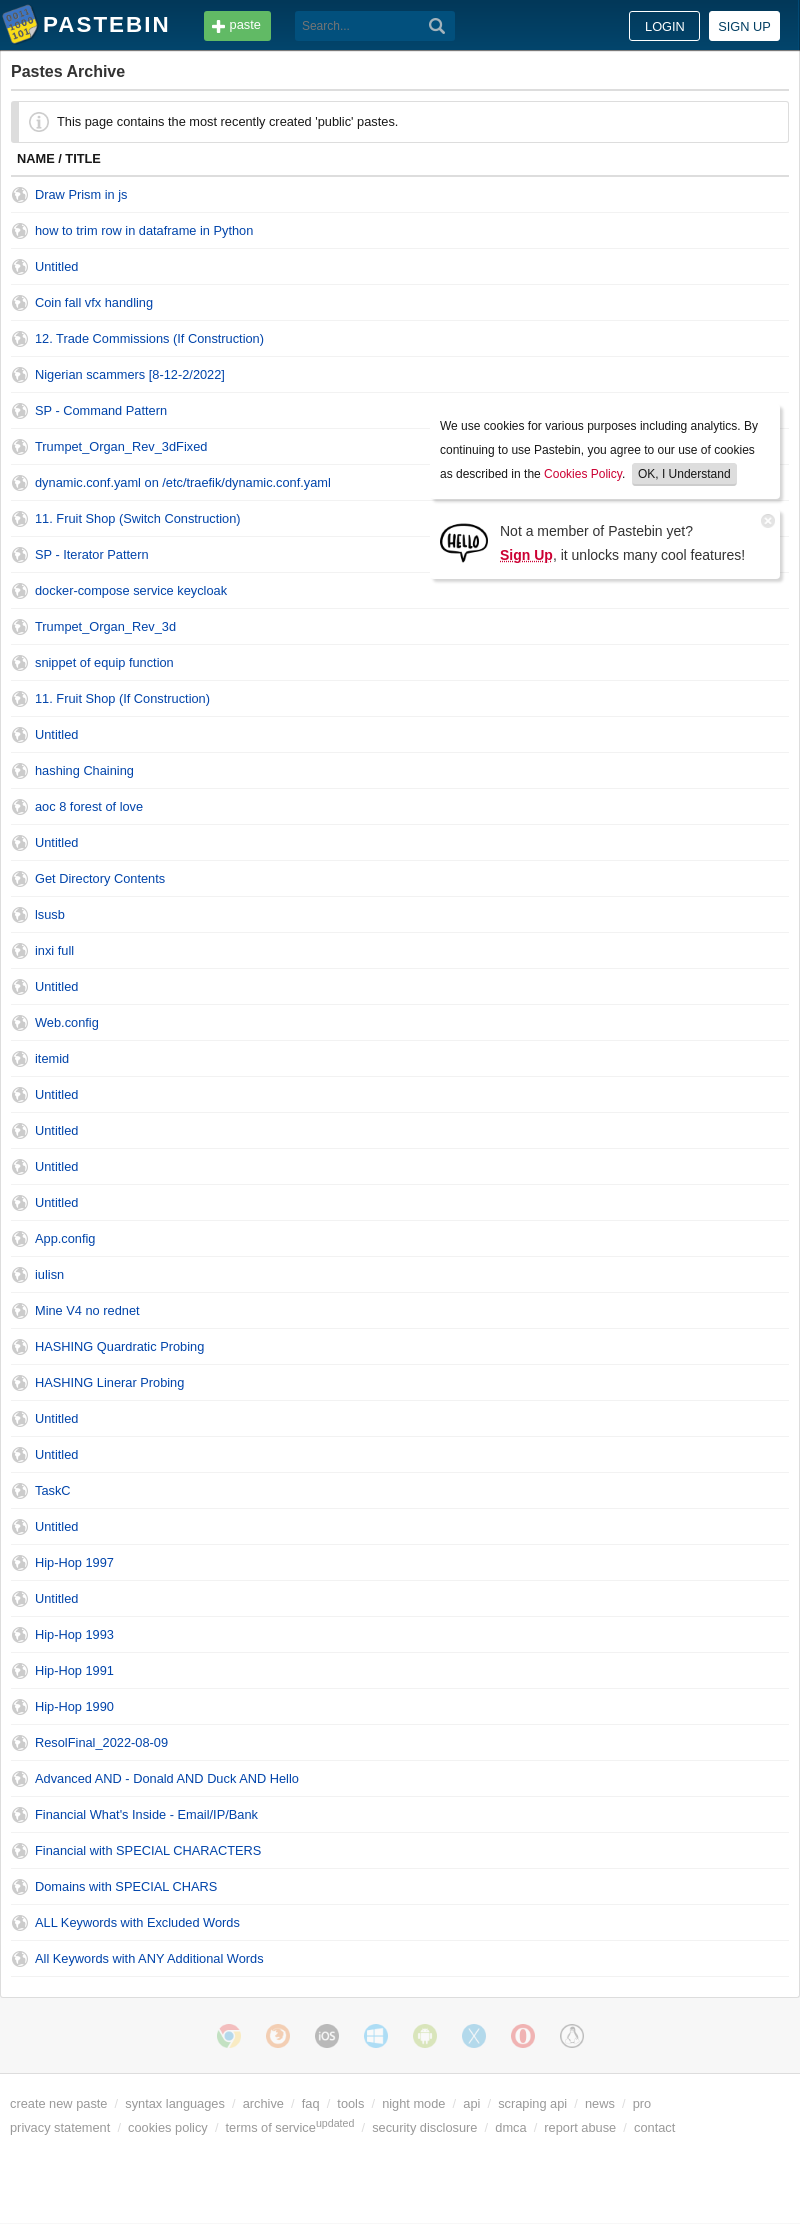 PASTEBIN
paste
Search...
LOGIN
SIGN UP
Pastes Archive
This page contains the most recently created 'public' pastes.
NAME / TITLE
Draw Prism in js
how to trim row in dataframe in Python
Untitled
Coin fall vfx handling
12. Trade Commissions (If Construction)
Nigerian scammers [8-12-2/2022]
SP - Command Pattern
Trumpet_Organ_Rev_3dFixed
dynamic.conf.yaml on /etc/traefik/dynamic.conf.yaml
11. Fruit Shop (Switch Construction)
SP - Iterator Pattern
docker-compose service keycloak
Trumpet_Organ_Rev_3d
snippet of equip function
11. Fruit Shop (If Construction)
Untitled
hashing Chaining
aoc 8 forest of love
Untitled
Get Directory Contents
lsusb
inxi full
Untitled
Web.config
itemid
Untitled
Untitled
Untitled
Untitled
App.config
iulisn
Mine V4 no rednet
HASHING Quardratic Probing
HASHING Linerar Probing
Untitled
Untitled
TaskC
Untitled
Hip-Hop 1997
Untitled
Hip-Hop 1993
Hip-Hop 1991
Hip-Hop 1990
ResolFinal_2022-08-09
Advanced AND - Donald AND Duck AND Hello
Financial What's Inside - Email/IP/Bank
Financial with SPECIAL CHARACTERS
Domains with SPECIAL CHARS
ALL Keywords with Excluded Words
All Keywords with ANY Additional Words
We use cookies for various purposes including analytics. By
continuing to use Pastebin, you agree to our use of cookies
as described in the Cookies Policy. OK, I Understand
HELLO
Not a member of Pastebin yet?
Sign Up, it unlocks many cool features!
iOS
create new paste / syntax languages / archive / faq / tools / night mode / api / scraping api / news / pro
privacy statement / cookies policy / terms of service updated / security disclosure / dmca / report abuse / contact